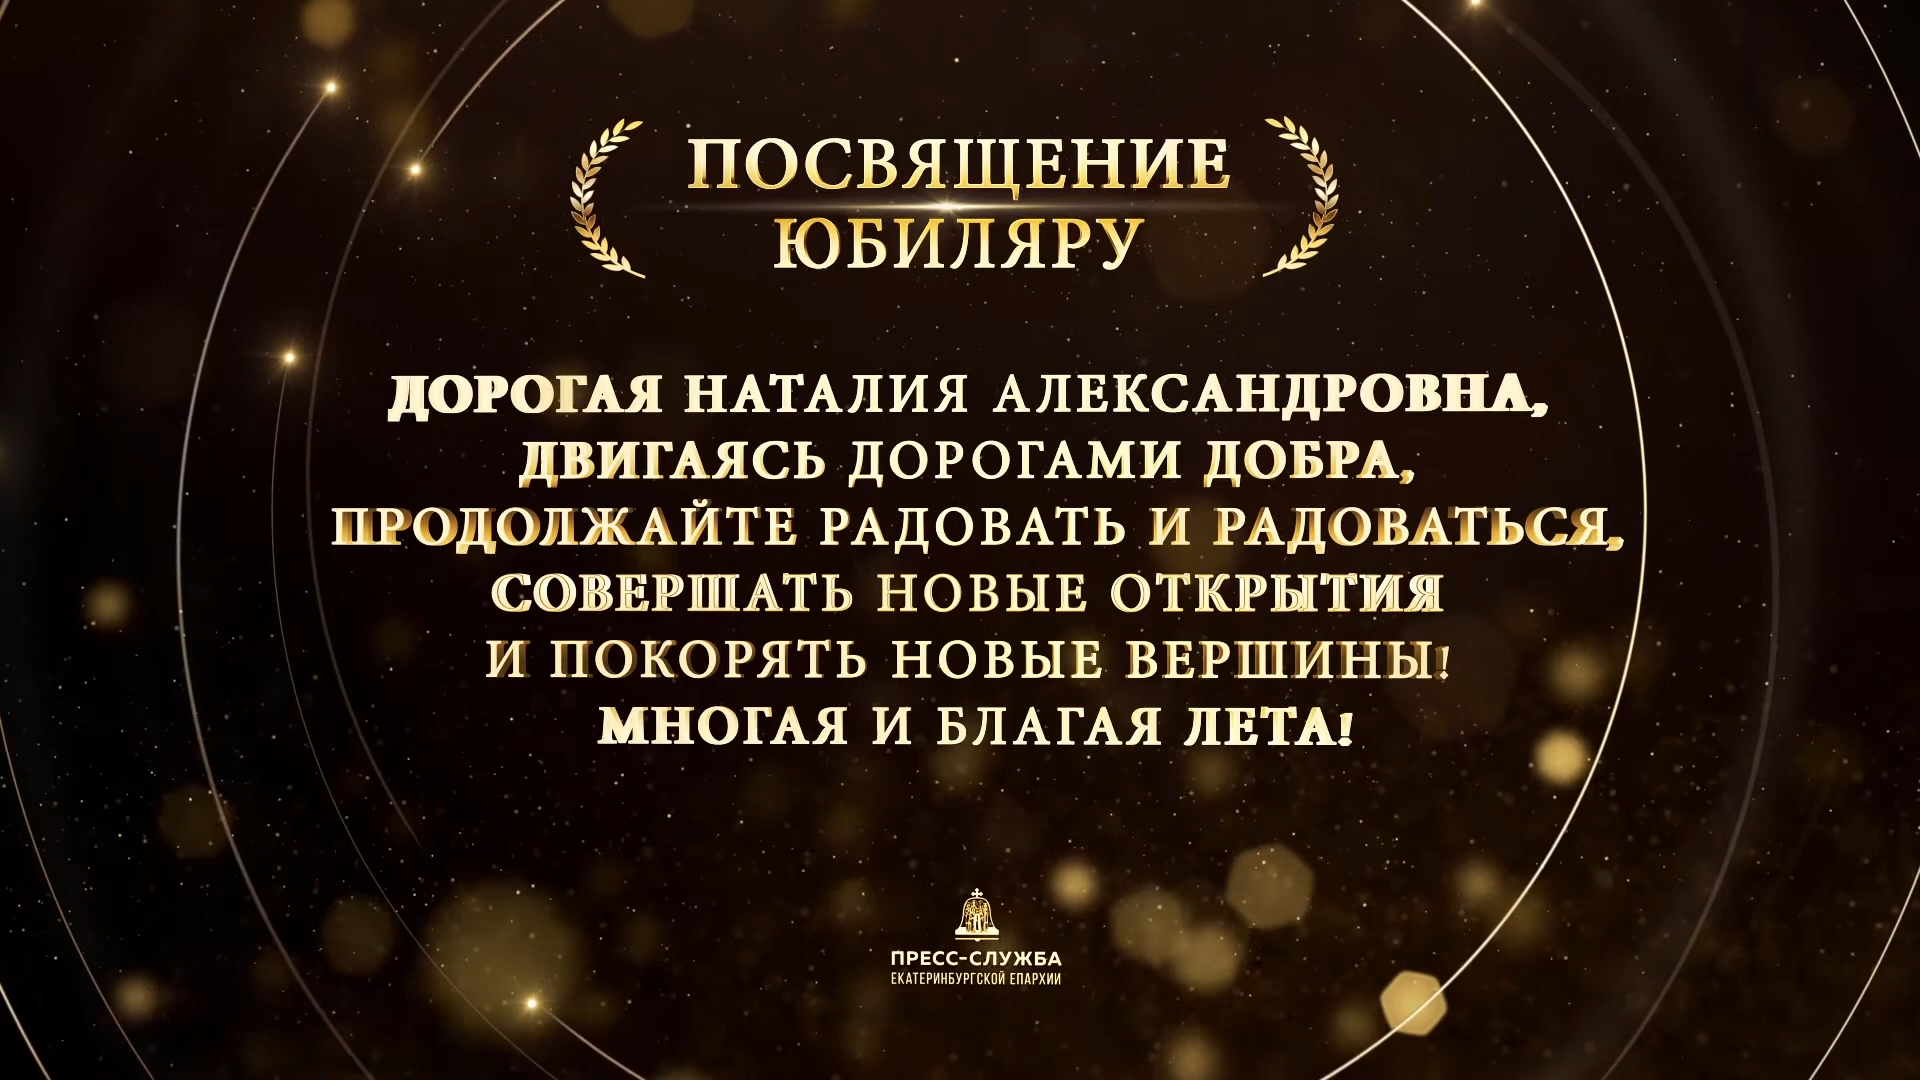 ПОСВЯЩЕНИЕ
ЮБИЛЯРУ
ДОРОГАЯ НАТАЛИЯ АЛЕКСАНДРОВНА,
ДВИГАЯСЬ ДОРОГАМИ ДОБРА,
ПРОДОЛЖАЙТЕ РАДОВАТЬ И РАДОВАТЬСЯ,
СОВЕРШАТЬ НОВЫЕ ОТКРЫТИЯ
И ПОКОРЯТЬ НОВЫЕ ВЕРШИНЫ!
МНОГАЯ И БЛАГАЯ ЛЕТА!
ПРЕСС-СЛУЖБА
ЕКАТЕРИНБУРГСКОЙ ЕПАРХИИ